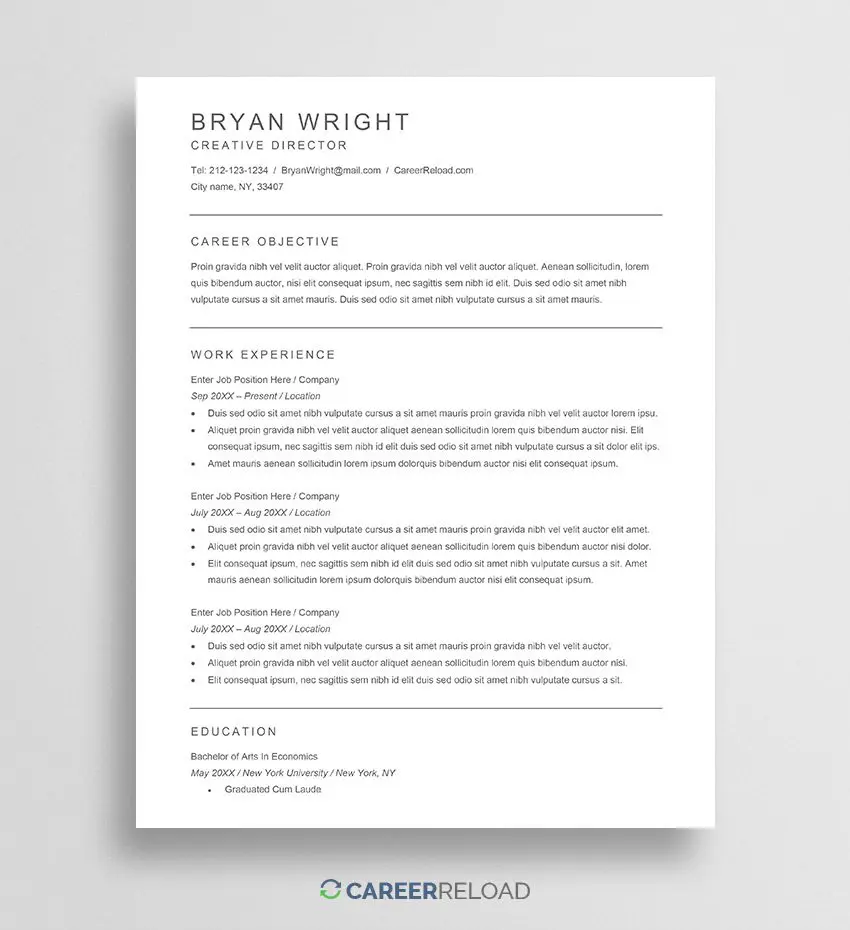 BRYAN WRIGHT
CREATIVE DIRECTOR
Tel: 212-123-1234 / BryanWright@mail.com / CareerReload.com
City name, NY, 33407
CAREER OBJECTIVE
Proin gravida nibh vel velit auctor aliquet. Proin gravida nibh vel velit auctor aliquet. Aenean sollicitudin, lorem
quis bibendum auctor, nisi elit consequat ipsum, nec sagittis sem nibh id elit. Duis sed odio sit amet nibh
vulputate cursus a sit amet mauris. Duis sed odio sit amet nibh vulputate cursus a sit amet mauris.
WORK EXPERIENCE
Enter Job Position Here / Company
Sep 20XX – Present / Location
• Duis sed odio sit amet nibh vulputate cursus a sit amet mauris proin gravida nibh vel velit auctor lorem ipsu.
• Aliquet proin gravida nibh vel velit auctor aliquet aenean sollicitudin lorem quis bibendum auctor nisi. Elit
consequat ipsum, nec sagittis sem nibh id elit duis sed odio sit amet nibh vulputate cursus a sit dolor elit ips.
• Amet mauris aenean sollicitudin lorem ipsum dolorquis bibendum auctor nisi elit consequat ipsum.
Enter Job Position Here / Company
July 20XX – Aug 20XX / Location
• Duis sed odio sit amet nibh vulputate cursus a sit amet mauris proin gravida nibh vel velit auctor elit amet.
• Aliquet proin gravida nibh vel velit auctor aliquet aenean sollicitudin lorem quis bibendum auctor nisi dolor.
• Elit consequat ipsum, nec sagittis sem nibh id elit duis sed odio sit amet nibh vulputate cursus a sit. Amet
mauris aenean sollicitudin lorem ipsum dolorquis bibendum auctor nisi elit consequat ipsum.
Enter Job Position Here / Company
July 20XX – Aug 20XX / Location
• Duis sed odio sit amet nibh vulputate cursus a sit amet mauris proin gravida nibh vel velit auctor.
• Aliquet proin gravida nibh vel velit auctor aliquet aenean sollicitudin lorem quis bibendum auctor nisi.
• Elit consequat ipsum, nec sagittis sem nibh id elit duis sed odio sit amet nibh vulputate cursus a sit.
EDUCATION
Bachelor of Arts In Economics
May 20XX / New York University / New York, NY
• Graduated Cum Laude
CAREERRELOAD